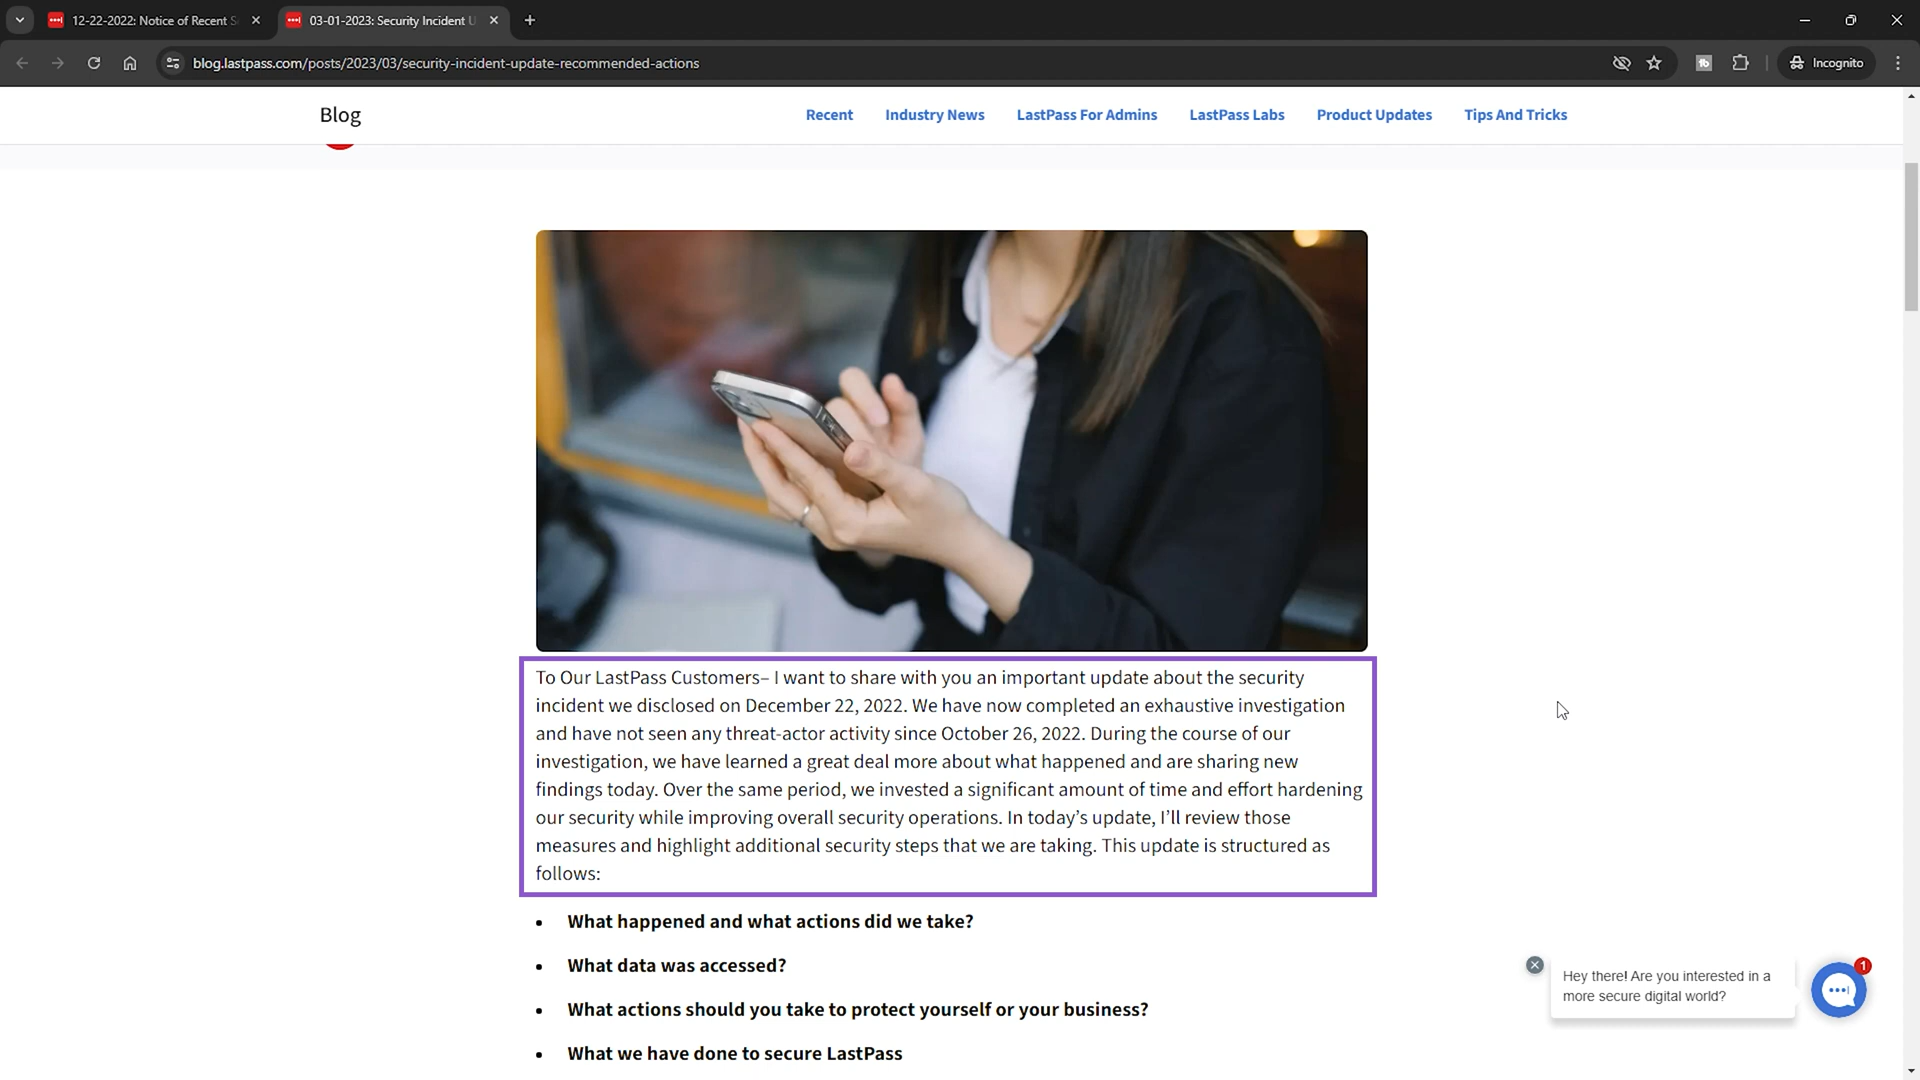 12-22-2022: Notice of Recent S
03-01-2023: Security Incident U
blog.lastpass.com/posts/2023/03/security-incident-update-recommended-actions
Incognito
Blog
Recent
Industry News
LastPass For Admins
LastPass Labs
Product Updates
Tips And Tricks
To Our LastPass Customers– I want to share with you an important update about the security
incident we disclosed on December 22, 2022. We have now completed an exhaustive investigation
and have not seen any threat-actor activity since October 26, 2022. During the course of our
investigation, we have learned a great deal more about what happened and are sharing new
findings today. Over the same period, we invested a significant amount of time and effort hardening
our security while improving overall security operations. In today’s update, I’ll review those
measures and highlight additional security steps that we are taking. This update is structured as
follows:
• What happened and what actions did we take?
• What data was accessed?
• What actions should you take to protect yourself or your business?
• What we have done to secure LastPass
Hey there! Are you interested in a
more secure digital world?
1